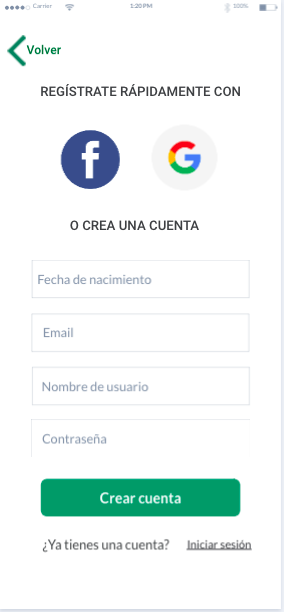 Carrier 1:20 PM 100%
Volver
REGÍSTRATE RÁPIDAMENTE CON
O CREA UNA CUENTA
Fecha de nacimiento
Email
Nombre de usuario
Contraseña
Crear cuenta
¿Ya tienes una cuenta? Iniciar sesión